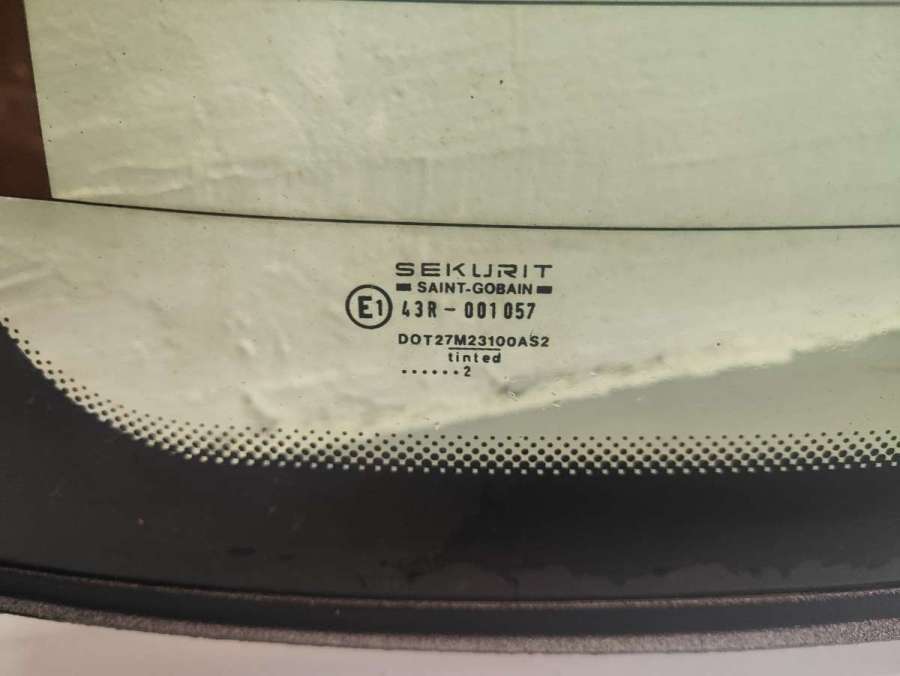 SEKURIT
SAINT-GOBAIN
E1 43R-001057
DOT27M23100AS2
tinted
......2